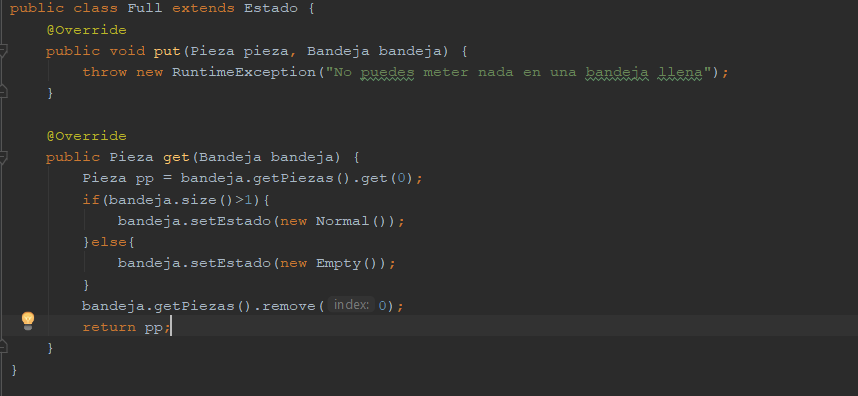 public class Full extends Estado {
    @Override
    public void put(Pieza pieza, Bandeja bandeja) {
        throw new RuntimeException("No puedes meter nada en una bandeja llena");
    }

    @Override
    public Pieza get(Bandeja bandeja) {
        Pieza pp = bandeja.getPiezas().get(0);
        if(bandeja.size()>1){
            bandeja.setEstado(new Normal());
        }else{
            bandeja.setEstado(new Empty());
        }
        bandeja.getPiezas().remove( index: 0);
        return pp;
    }
}